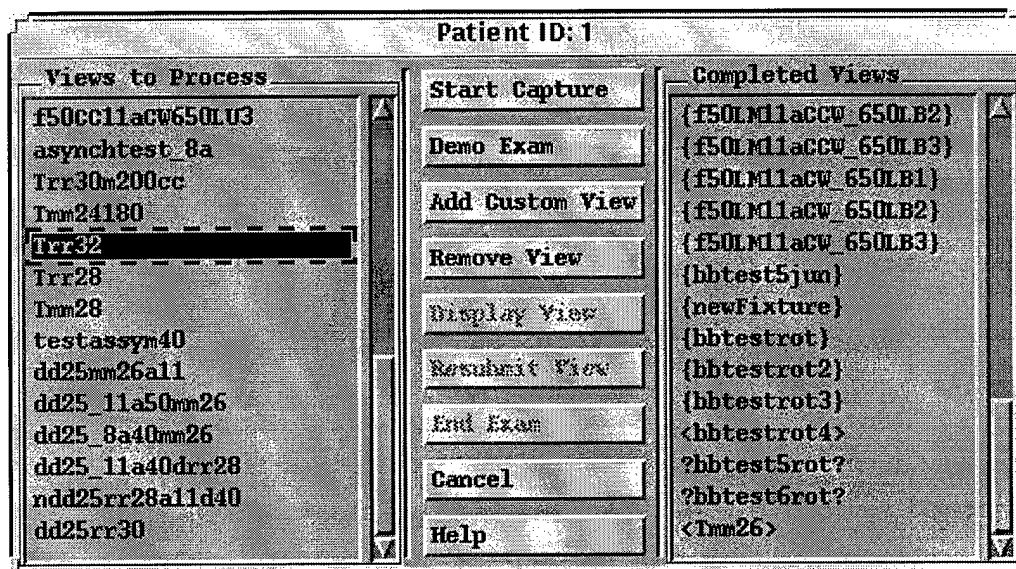 Patient ID: 1
Views to Process
f50CC11aCW650LU3
asynchtest_8a
Trr30m200cc
Tmm24180
Trr32
Trr28
Tmm28
testassym40
dd25mm26a11
dd25_11a50mm26
dd25_8a40mm26
dd25_11a40drr28
ndd25rr28a11d40
dd25rr30
Start Capture
Demo Exam
Add Custom View
Remove View
Display View
Resubmit View
End Exam
Cancel
Help
Completed Views
{f50LM11aCCW_650LB2}
{f50LM11aCCW_650LB3}
{f50LM11aCW_650LB1}
{f50LM11aCW_650LB2}
{f50LM11aCW_650LB3}
{bbtest5jun}
{newFixture}
{bbtestrot}
{bbtestrot2}
{bbtestrot3}
<bbtestrot4>
?bbtest5rot?
?bbtest6rot?
<Tmm26>